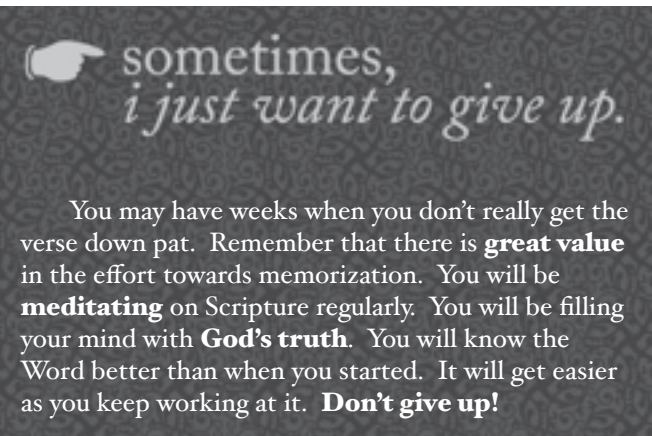 sometimes,
i just want to give up.
You may have weeks when you don't really get the
verse down pat.  Remember that there is great value
in the effort towards memorization.  You will be
meditating on Scripture regularly.  You will be filling
your mind with God's truth.  You will know the
Word better than when you started.  It will get easier
as you keep working at it.  Don't give up!